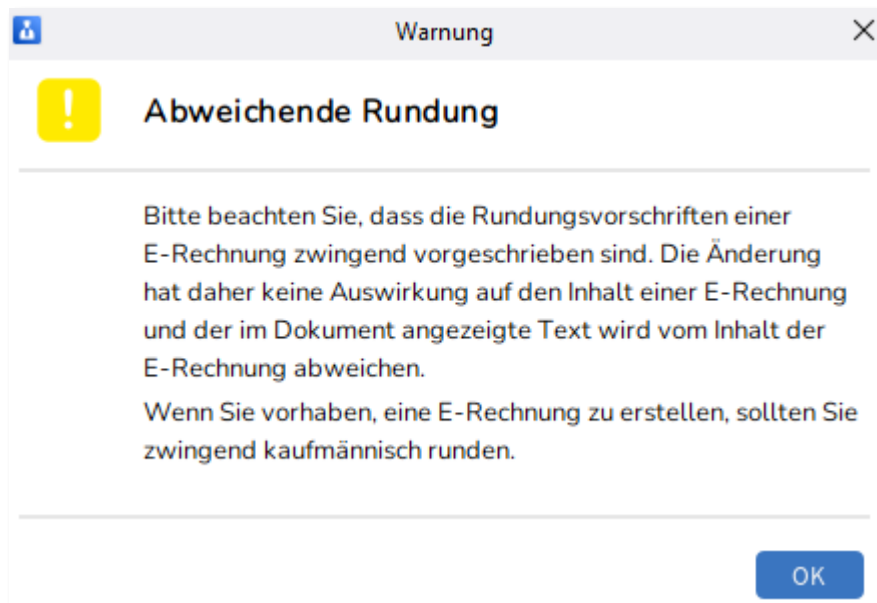 Warnung
Abweichende Rundung
Bitte beachten Sie, dass die Rundungsvorschriften einer
E-Rechnung zwingend vorgeschrieben sind. Die Änderung
hat daher keine Auswirkung auf den Inhalt einer E-Rechnung
und der im Dokument angezeigte Text wird vom Inhalt der
E-Rechnung abweichen.
Wenn Sie vorhaben, eine E-Rechnung zu erstellen, sollten Sie
zwingend kaufmännisch runden.
OK